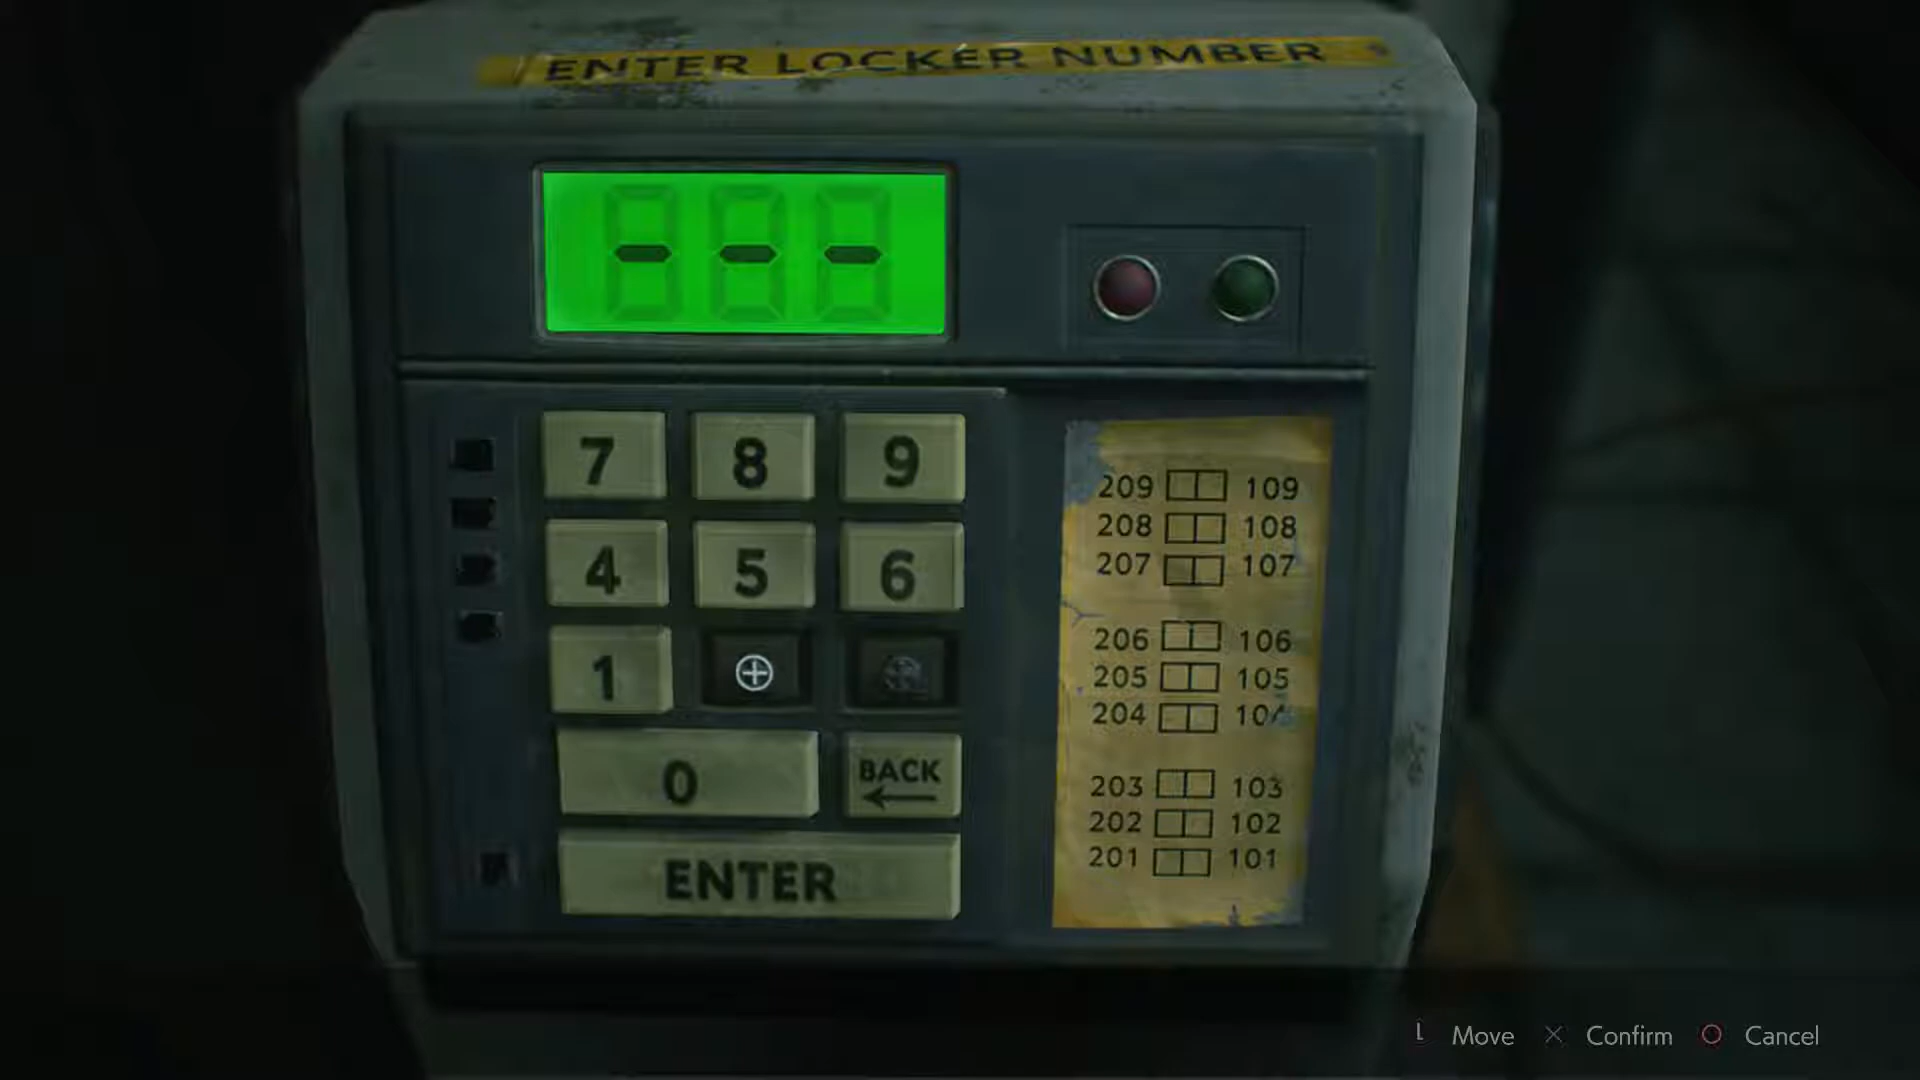 ENTER LOCKER NUMBER
7 8 9
4 5 6
1
0 BACK
ENTER
209 109
208 108
207 107
206 106
205 105
204 104
203 103
202 102
201 101
L Move X Confirm O Cancel